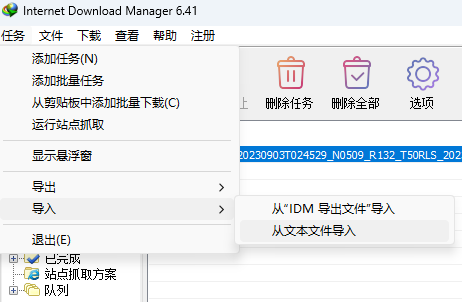 Internet Download Manager 6.41
任务 文件 下载 查看 帮助 注册
添加任务(N)
添加批量任务
从剪贴板中添加批量下载(C)
运行站点抓取
显示悬浮窗
导出
导入
退出(E)
删除任务 删除全部 选项
20230903T024529_N0509_R132_T50RLS_202
从“IDM 导出文件”导入
从文本文件导入
已完成
站点抓取方案
队列